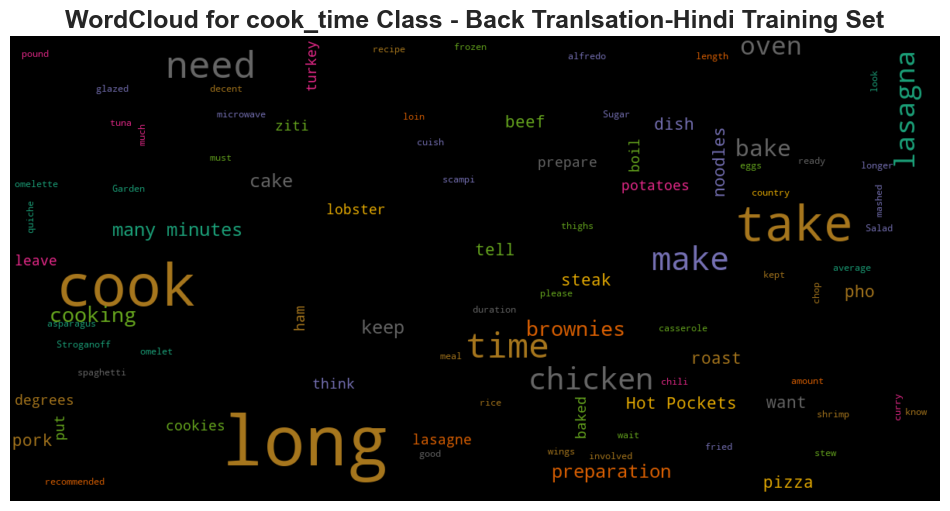 WordCloud for cook_time Class - Back Tranlsation-Hindi Training Set
pound
recipe
frozen
oven
need
turkey
alfredo
length
lasagna
look
glazed
decent
microwave
loin
Sugar
tuna
much
ziti
beef
dish
cuish
boil
noodles
bake
must
prepare
eggs
ready
longer
omelette
Garden
cake
scampi
potatoes
country
mashed
quiche
lobster
many minutes
thighs
take
Salad
leave
tell
make
cook
steak
kept
average
please
chop
pho
cooking
asparagus
ham
duration
keep
brownies
casserole
Stroganoff
omelet
meal
time
roast
spaghetti
think
chicken
chili
amount
degrees
rice
Hot Pockets
want
curry
shrimp
know
put
cookies
long
baked
pork
lasagne
good
wait
wings
involved
fried
stew
recommended
preparation
pizza